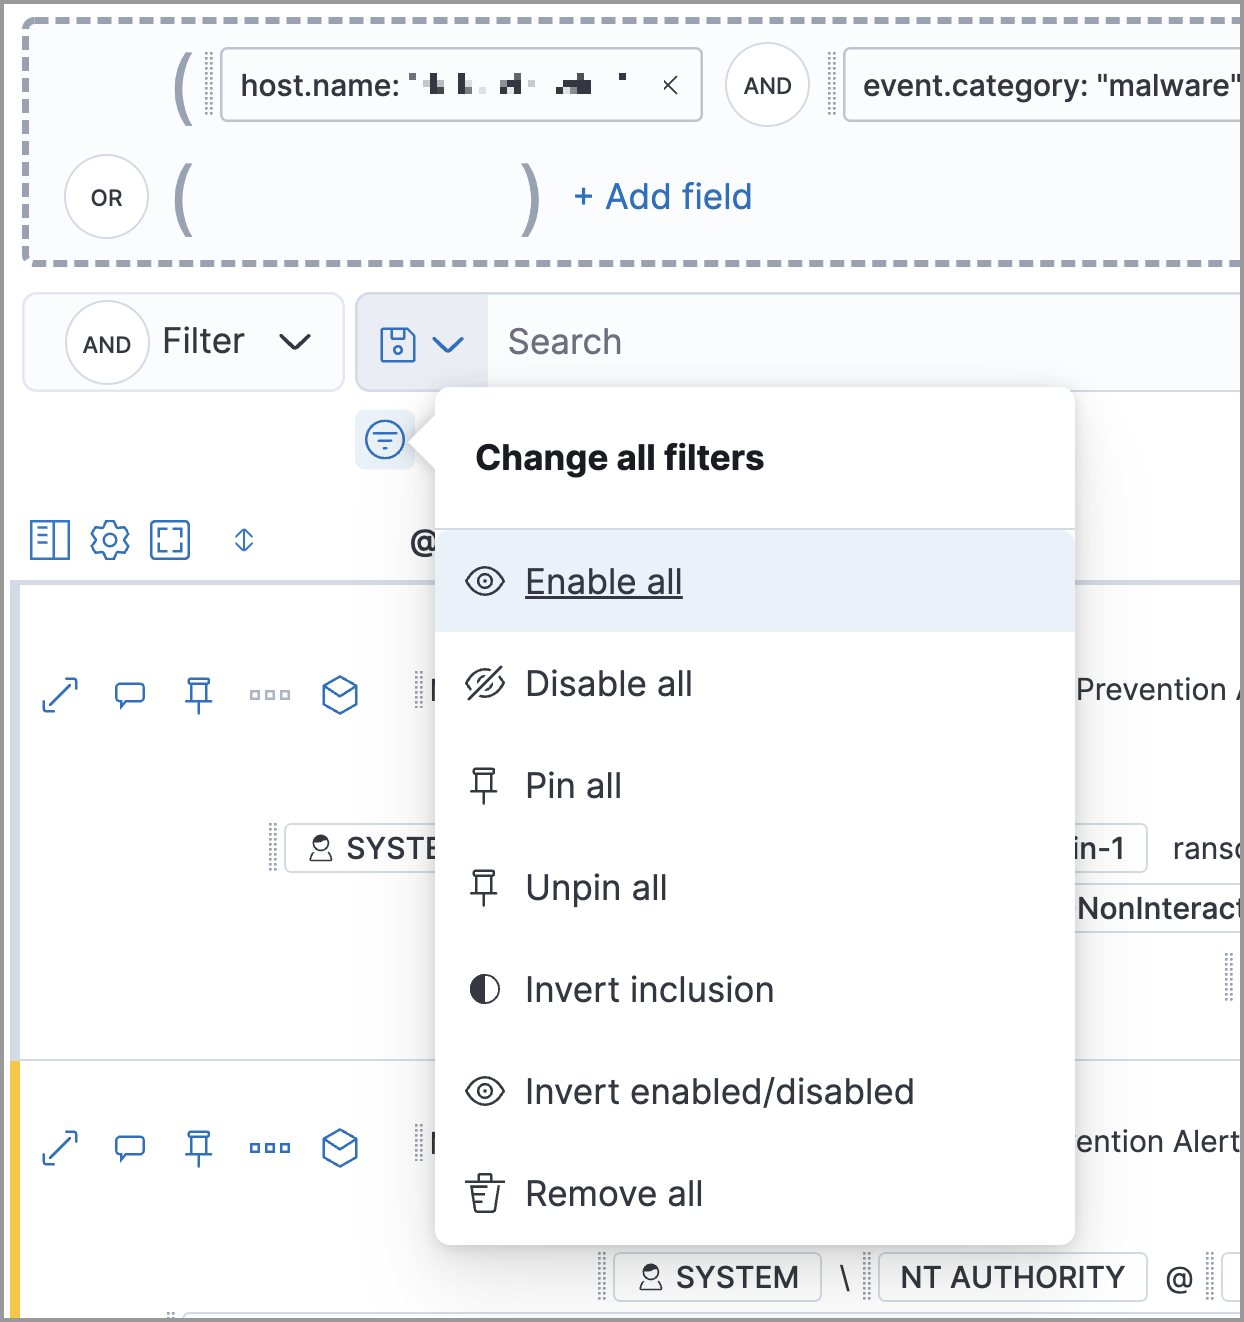 ( host.name: " " × AND event.category: "malware"
OR ( ) + Add field
AND Filter Search
Change all filters
@
Enable all
Disable all
Prevention
Pin all
SYSTE
in-1
Unpin all
NonInteract
Invert inclusion
Invert enabled/disabled
ention Alert
Remove all
SYSTEM \ NT AUTHORITY @